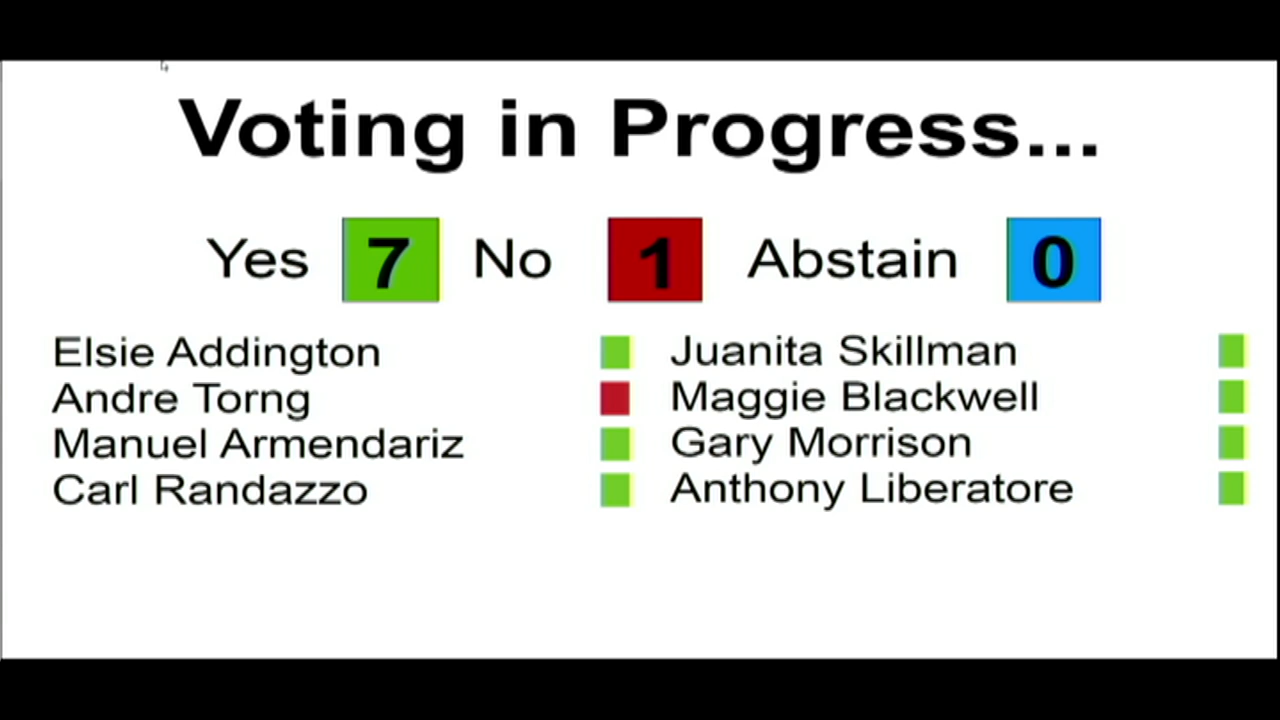 Voting in Progress...
Yes 7 No 1 Abstain 0
Elsie Addington
Andre Torng
Manuel Armendariz
Carl Randazzo
Juanita Skillman
Maggie Blackwell
Gary Morrison
Anthony Liberatore